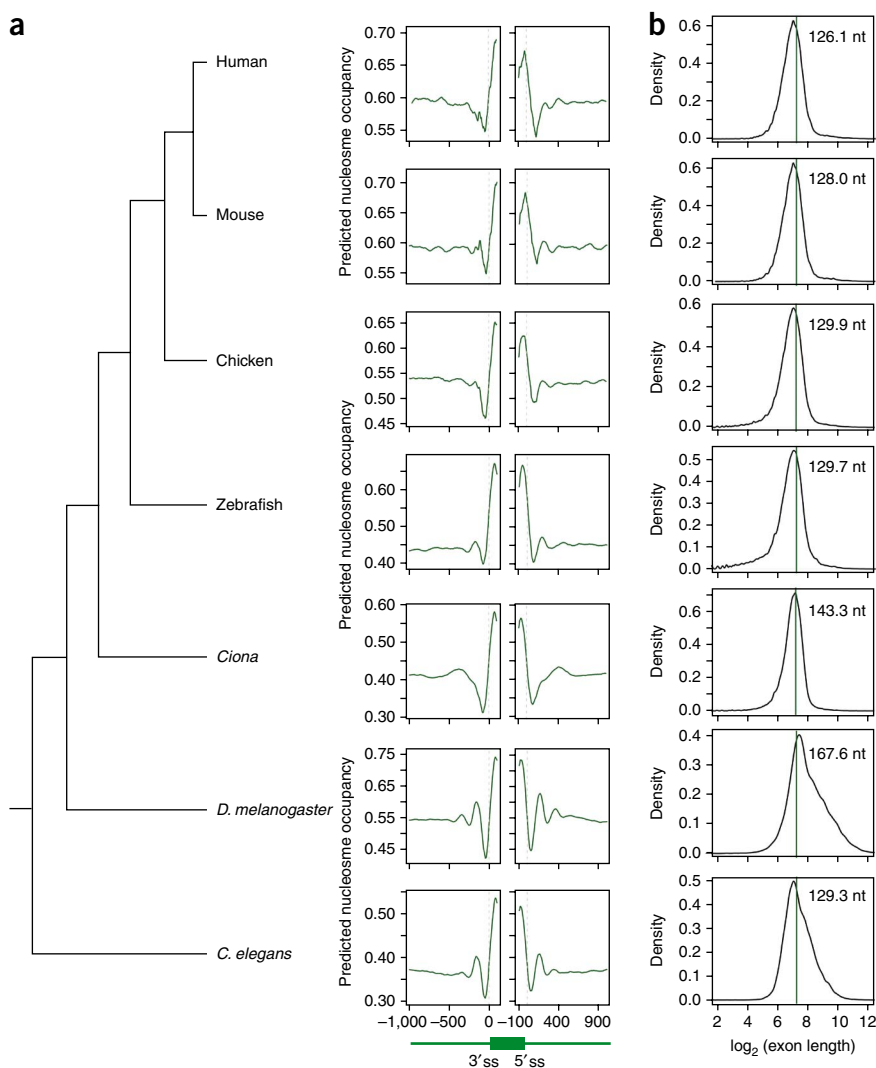 a
b
Human
Mouse
Chicken
Zebrafish
Ciona
D. melanogaster
C. elegans
Predicted nucleosme occupancy
0.70
0.65
0.60
0.55
0.70
0.65
0.60
0.55
Predicted nucleosme occupancy
0.65
0.60
0.55
0.50
0.45
0.60
0.50
0.40
0.60
0.50
0.40
0.30
Predicted nucleosme occupancy
0.75
0.65
0.55
0.45
0.50
0.40
0.30
–1,000 –500 0 –100 400 900
3′ss 5′ss
Density
0.6
0.4
0.2
0.0
126.1 nt
Density
0.6
0.4
0.2
0.0
128.0 nt
Density
0.6
0.4
0.2
0.0
129.9 nt
Density
0.5
0.4
0.3
0.2
0.1
0.0
129.7 nt
Density
0.6
0.4
0.2
0.0
143.3 nt
Density
0.4
0.3
0.2
0.1
0.0
167.6 nt
Density
0.5
0.4
0.3
0.2
0.1
0.0
129.3 nt
2 4 6 8 10 12
log2 (exon length)